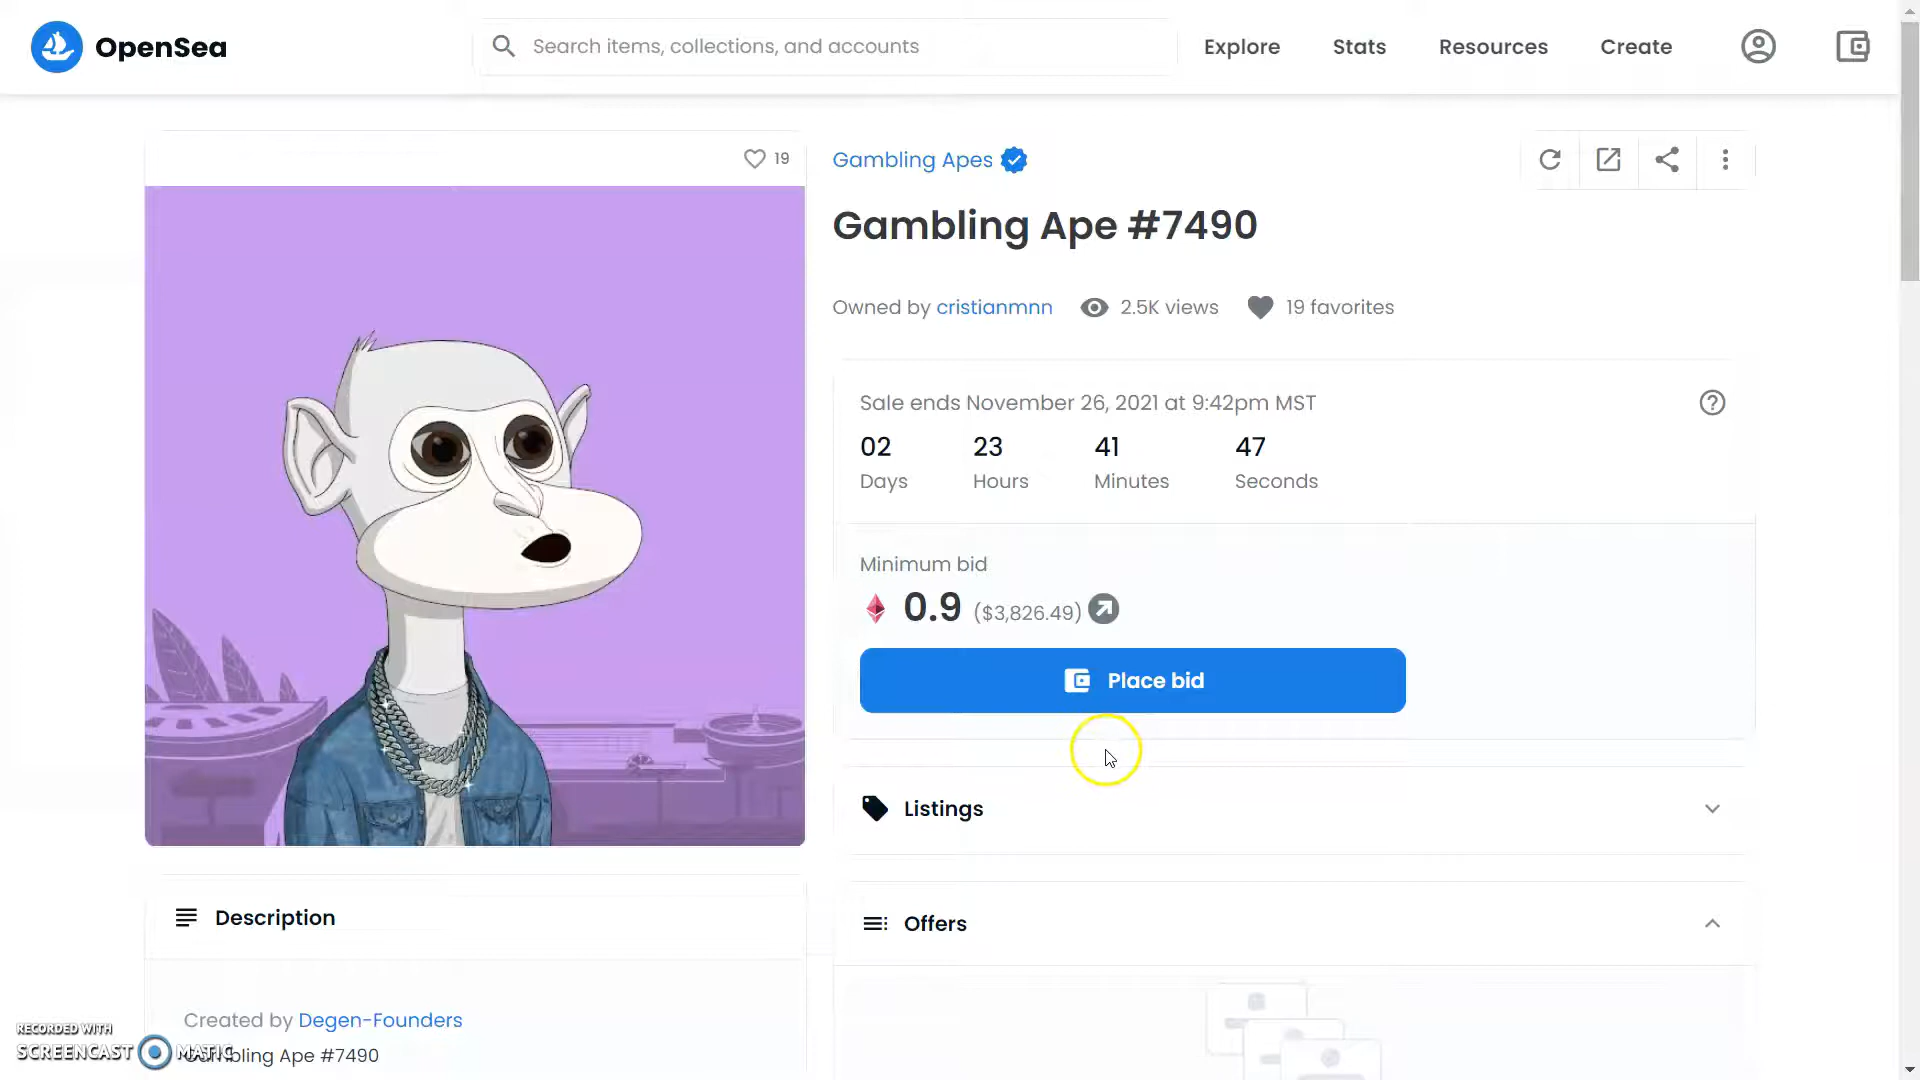 OpenSea
Search items, collections, and accounts
Explore
Stats
Resources
Create
19
Gambling Apes
Gambling Ape #7490
Owned by cristianmnn
2.5K views
19 favorites
Sale ends November 26, 2021 at 9:42pm MST
02
23
41
47
Days
Hours
Minutes
Seconds
Minimum bid
0.9 ($3,826.49)
Place bid
Listings
Offers
Description
Created by Degen-Founders
Gambling Ape #7490
RECORDED WITH
SCREENCAST MATIC